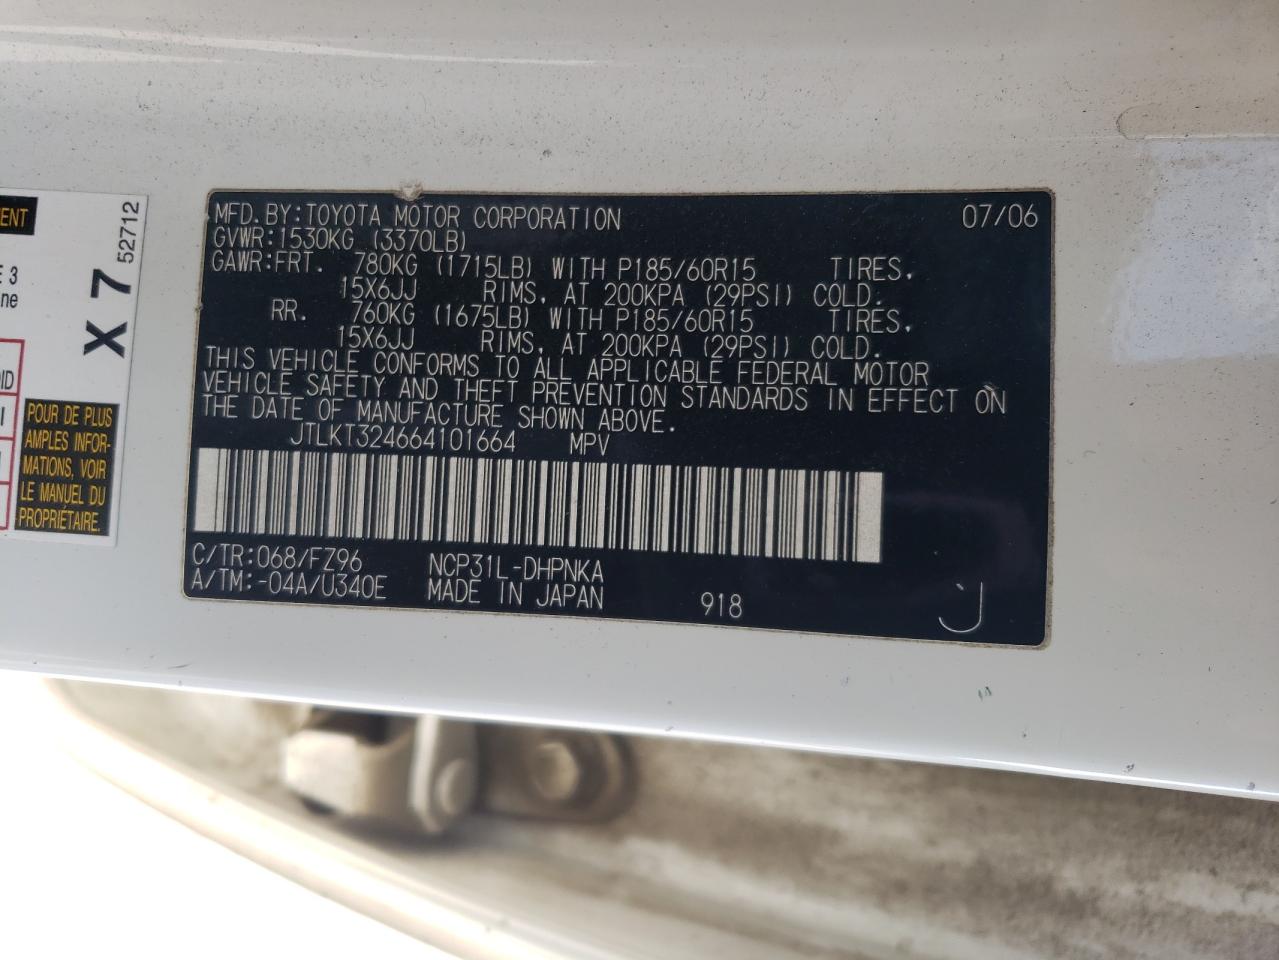 MFD.BY:TOYOTA MOTOR CORPORATION 07/06
GVWR:1530KG (3370LB)
GAWR:FRT. 780KG (1715LB) WITH P185/60R15 TIRES,
15X6JJ RIMS, AT 200KPA (29PSI) COLD.
RR. 760KG (1675LB) WITH P185/60R15 TIRES,
15X6JJ RIMS, AT 200KPA (29PSI) COLD.
THIS VEHICLE CONFORMS TO ALL APPLICABLE FEDERAL MOTOR
VEHICLE SAFETY AND THEFT PREVENTION STANDARDS IN EFFECT ON
THE DATE OF MANUFACTURE SHOWN ABOVE.
JTLKT324664101664 MPV
C/TR:068/FZ96 NCP31L-DHPNKA
A/TM:-04A/U340E MADE IN JAPAN 918
J
X 7
52712
POUR DE PLUS
AMPLES INFOR-
MATIONS, VOIR
LE MANUEL DU
PROPRIÉTAIRE.